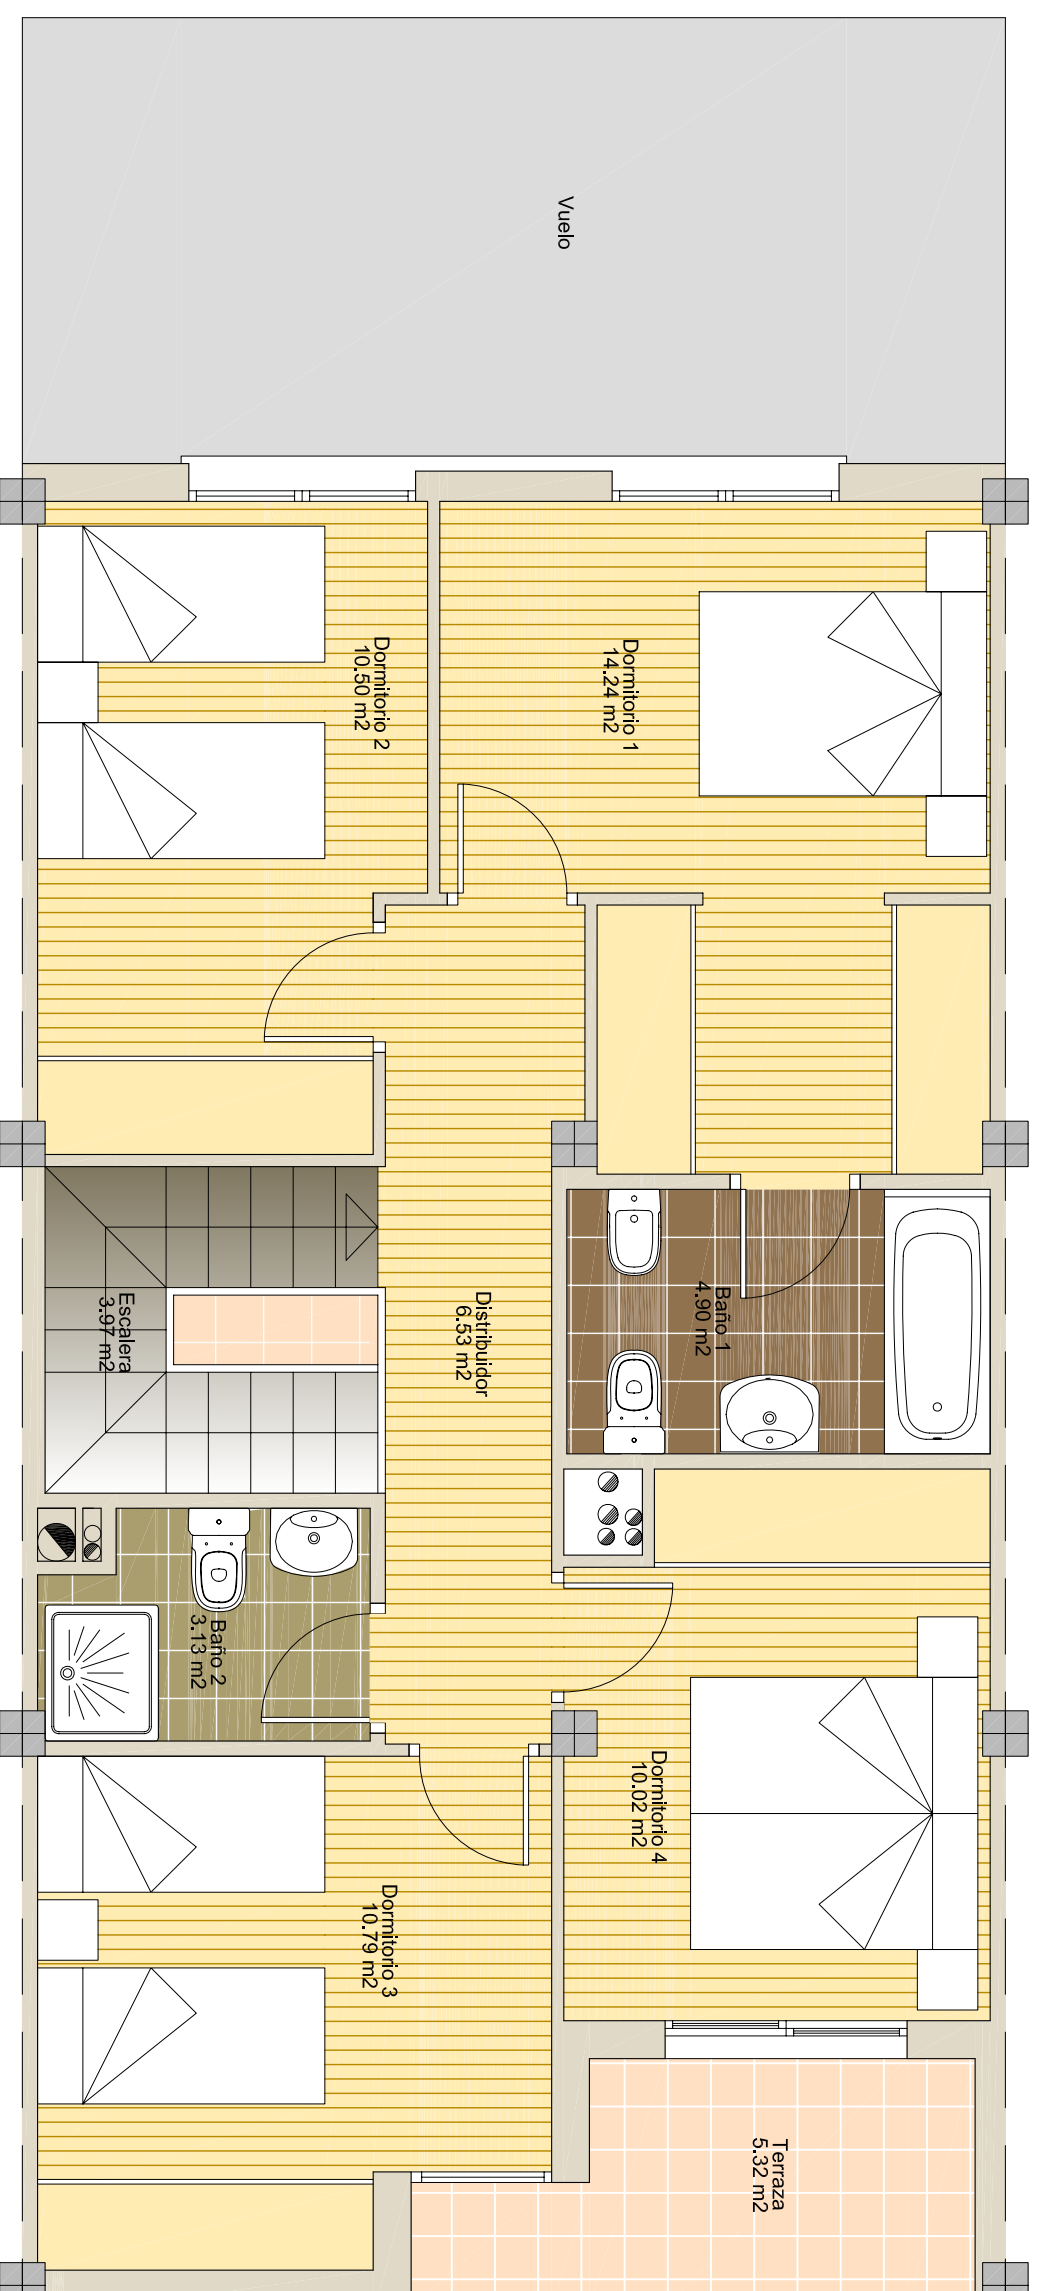 Vuelo
Dormitorio 2
10.50 m2
Dormitorio 1
14.24 m2
Escalera
3.97 m2
Distribuidor
6.53 m2
Baño 1
4.90 m2
Baño 2
3.13 m2
Dormitorio 4
10.02 m2
Dormitorio 3
10.79 m2
Terraza
5.32 m2